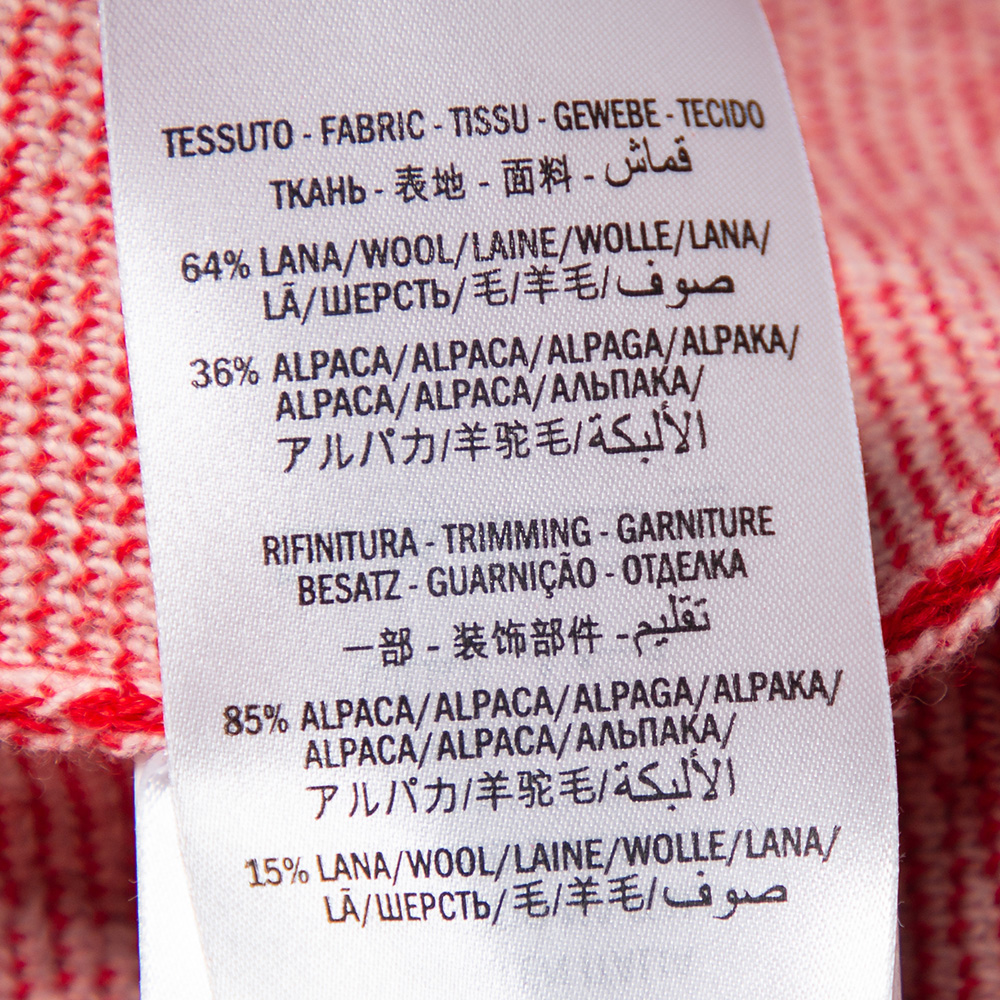 TESSUTO - FABRIC - TISSU - GEWEBE - TECIDO
ТКАНЬ - 表地 - 面料 - قماش
64% LANA/WOOL/LAINE/WOLLE/LANA/
LÃ/ШЕРСТЬ/毛/羊毛/صوف
36% ALPACA/ALPACA/ALPAGA/ALPAKA/
ALPACA/ALPACA/АЛЬПАКА/
アルパカ/羊驼毛/الألبكة
RIFINITURA - TRIMMING - GARNITURE
BESATZ - GUARNIÇÃO - ОТДЕЛКА
一部 - 装饰部件 - تقليم
85% ALPACA/ALPACA/ALPAGA/ALPAKA/
ALPACA/ALPACA/АЛЬПАКА/
アルパカ/羊驼毛/الألبكة
15% LANA/WOOL/LAINE/WOLLE/LANA/
LÃ/ШЕРСТЬ/毛/羊毛/صوف